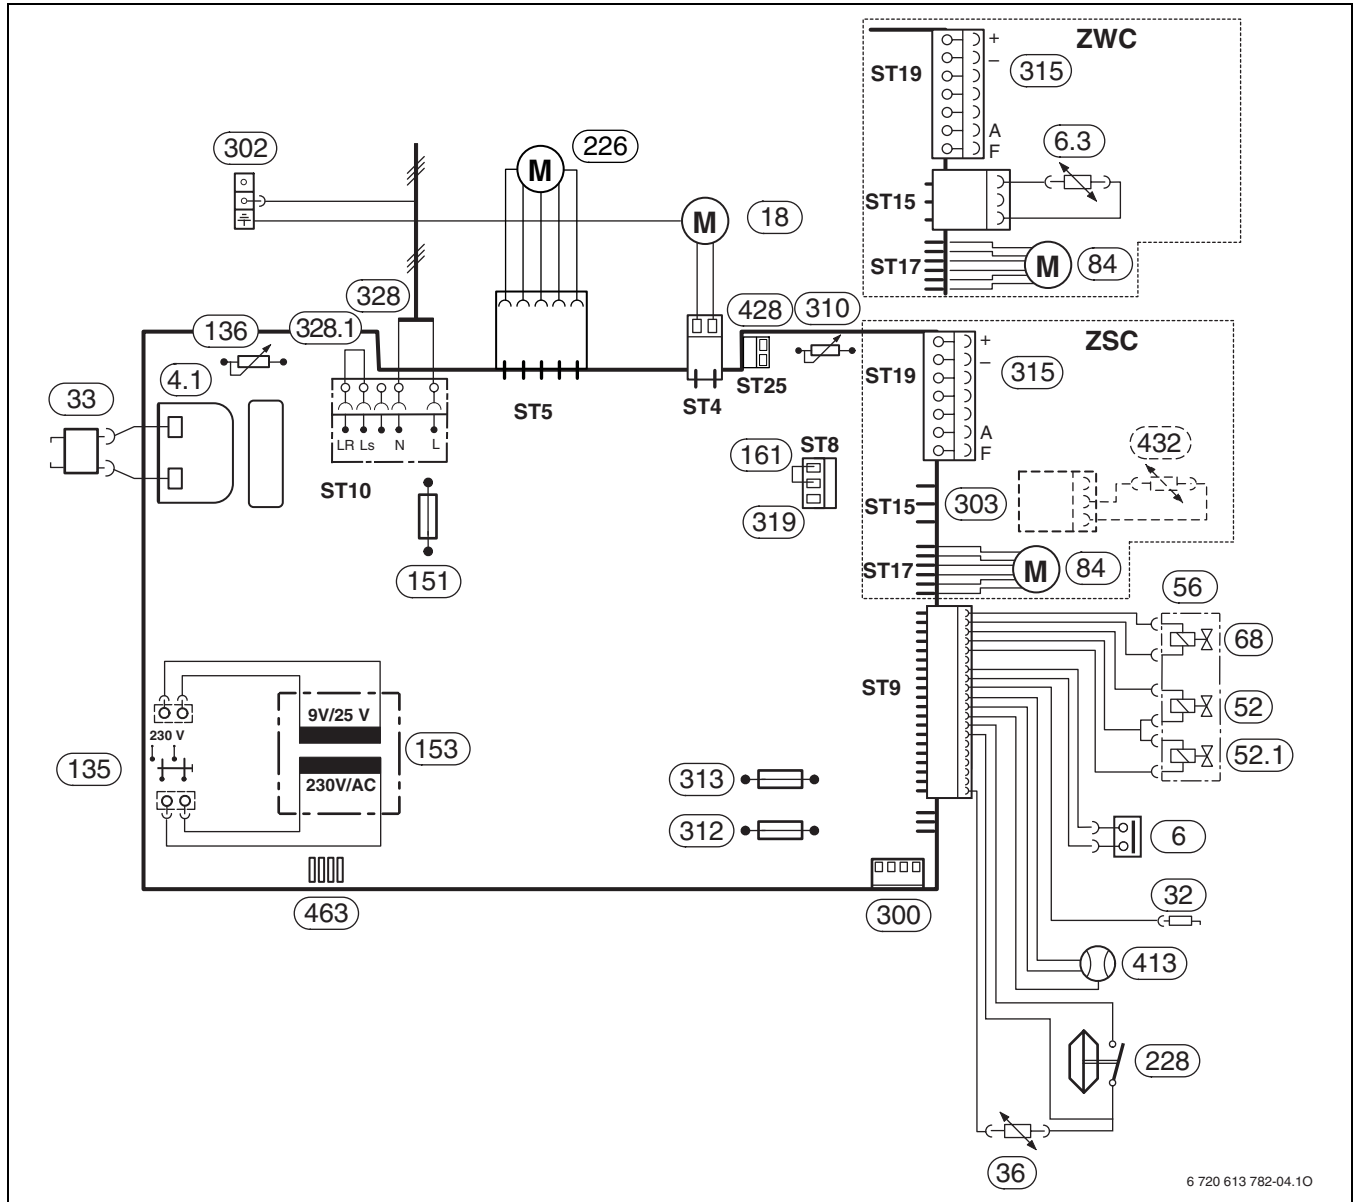 ZWC
+
−
ST19
315
A
F
6.3
ST15
ST17
M
84
302
226
M
M
18
328
428
310
136
328.1
4.1
33
ST5
ST4
ST25
LR Ls N L
ST10
151
ZSC
+
−
ST19
315
A
F
ST8
161
319
432
ST15
303
ST17
M
84
56
68
ST9
52
52.1
9V/25 V
230 V
153
135
230V/AC
313
312
6
463
300
32
413
228
36
6 720 613 782-04.1O